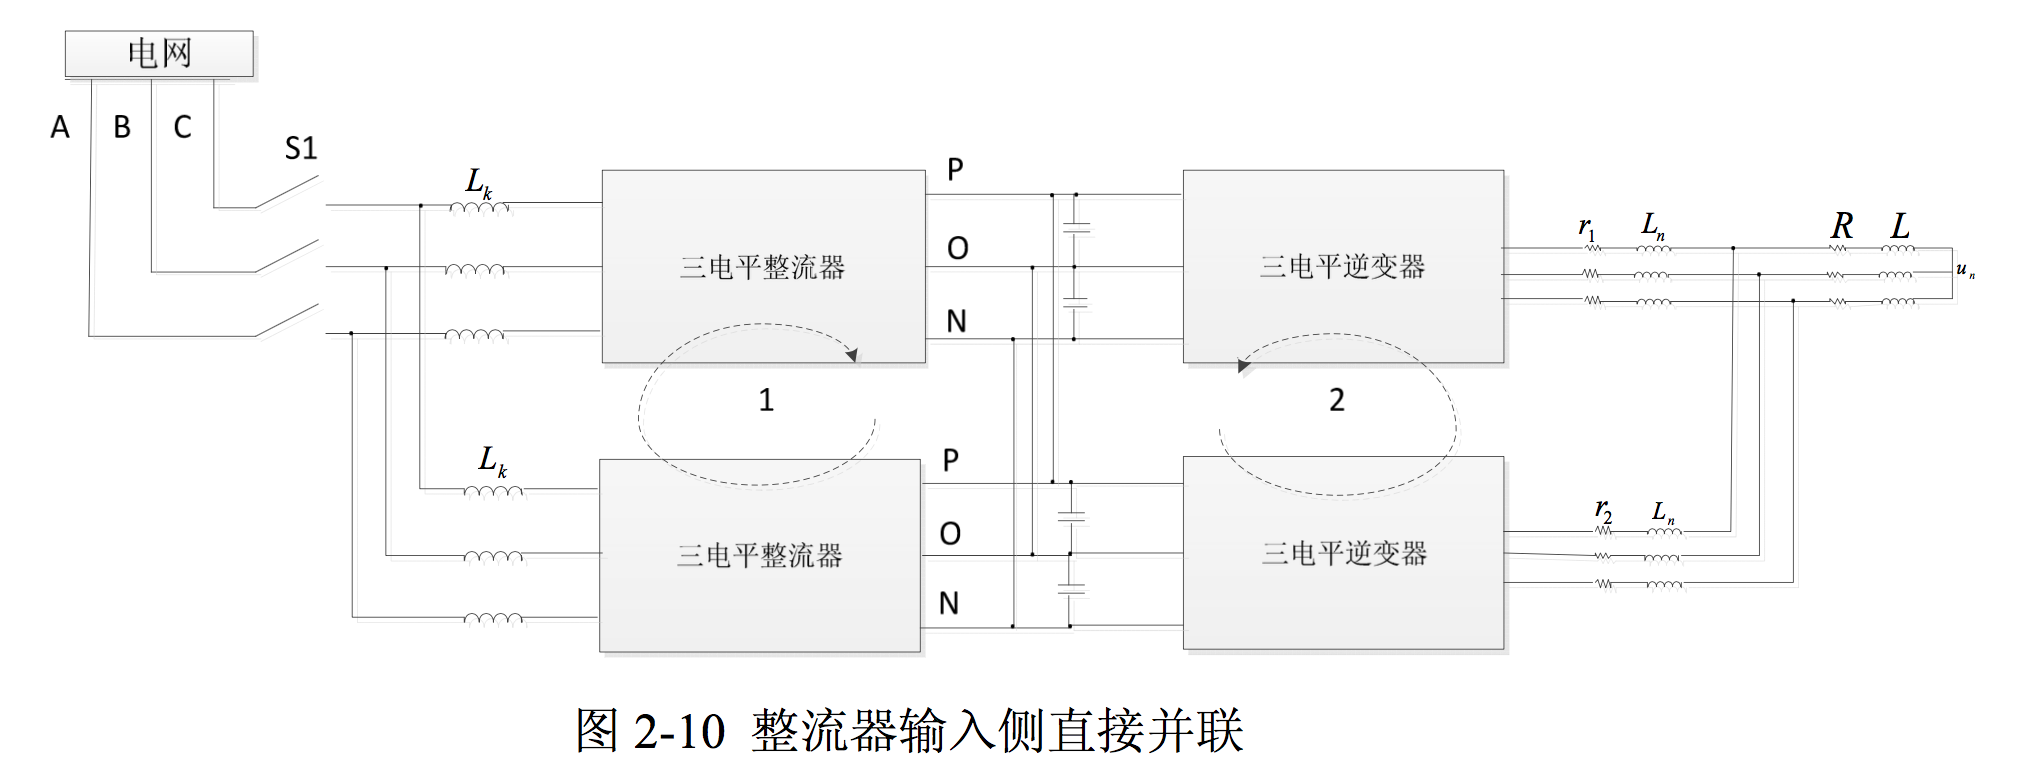 电网
A B C
S1
L_k
P
三电平整流器
O
N
三电平逆变器
r_1 L_n
R L
u_n
1
2
L_k
P
三电平整流器
O
N
三电平逆变器
r_2 L_n
图 2-10 整流器输入侧直接并联